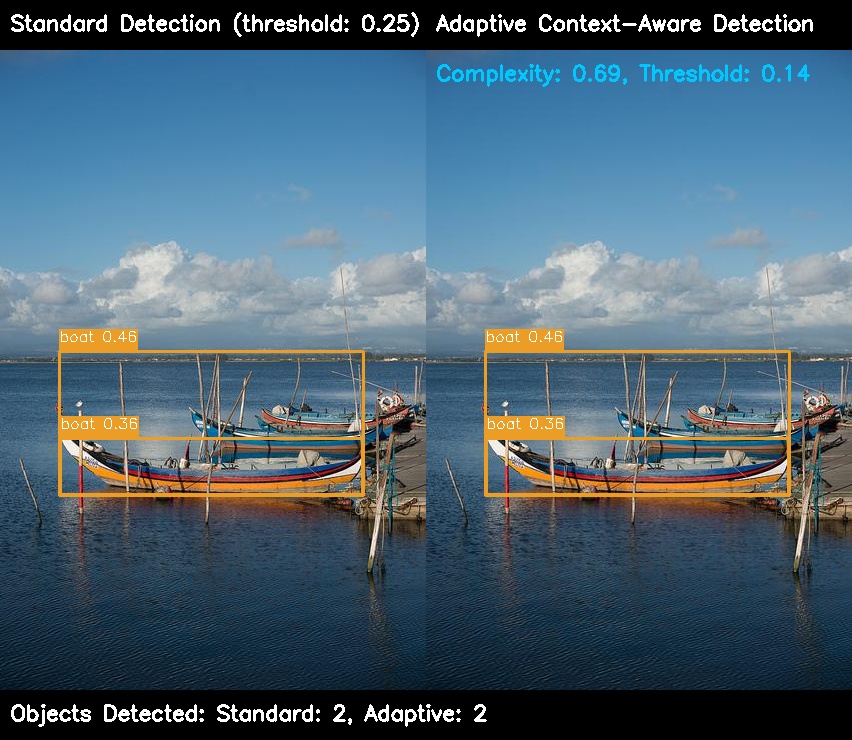 Standard Detection (threshold: 0.25)
Adaptive Context-Aware Detection
Complexity: 0.69, Threshold: 0.14
boat 0.46
boat 0.36
boat 0.46
boat 0.36
Objects Detected: Standard: 2, Adaptive: 2